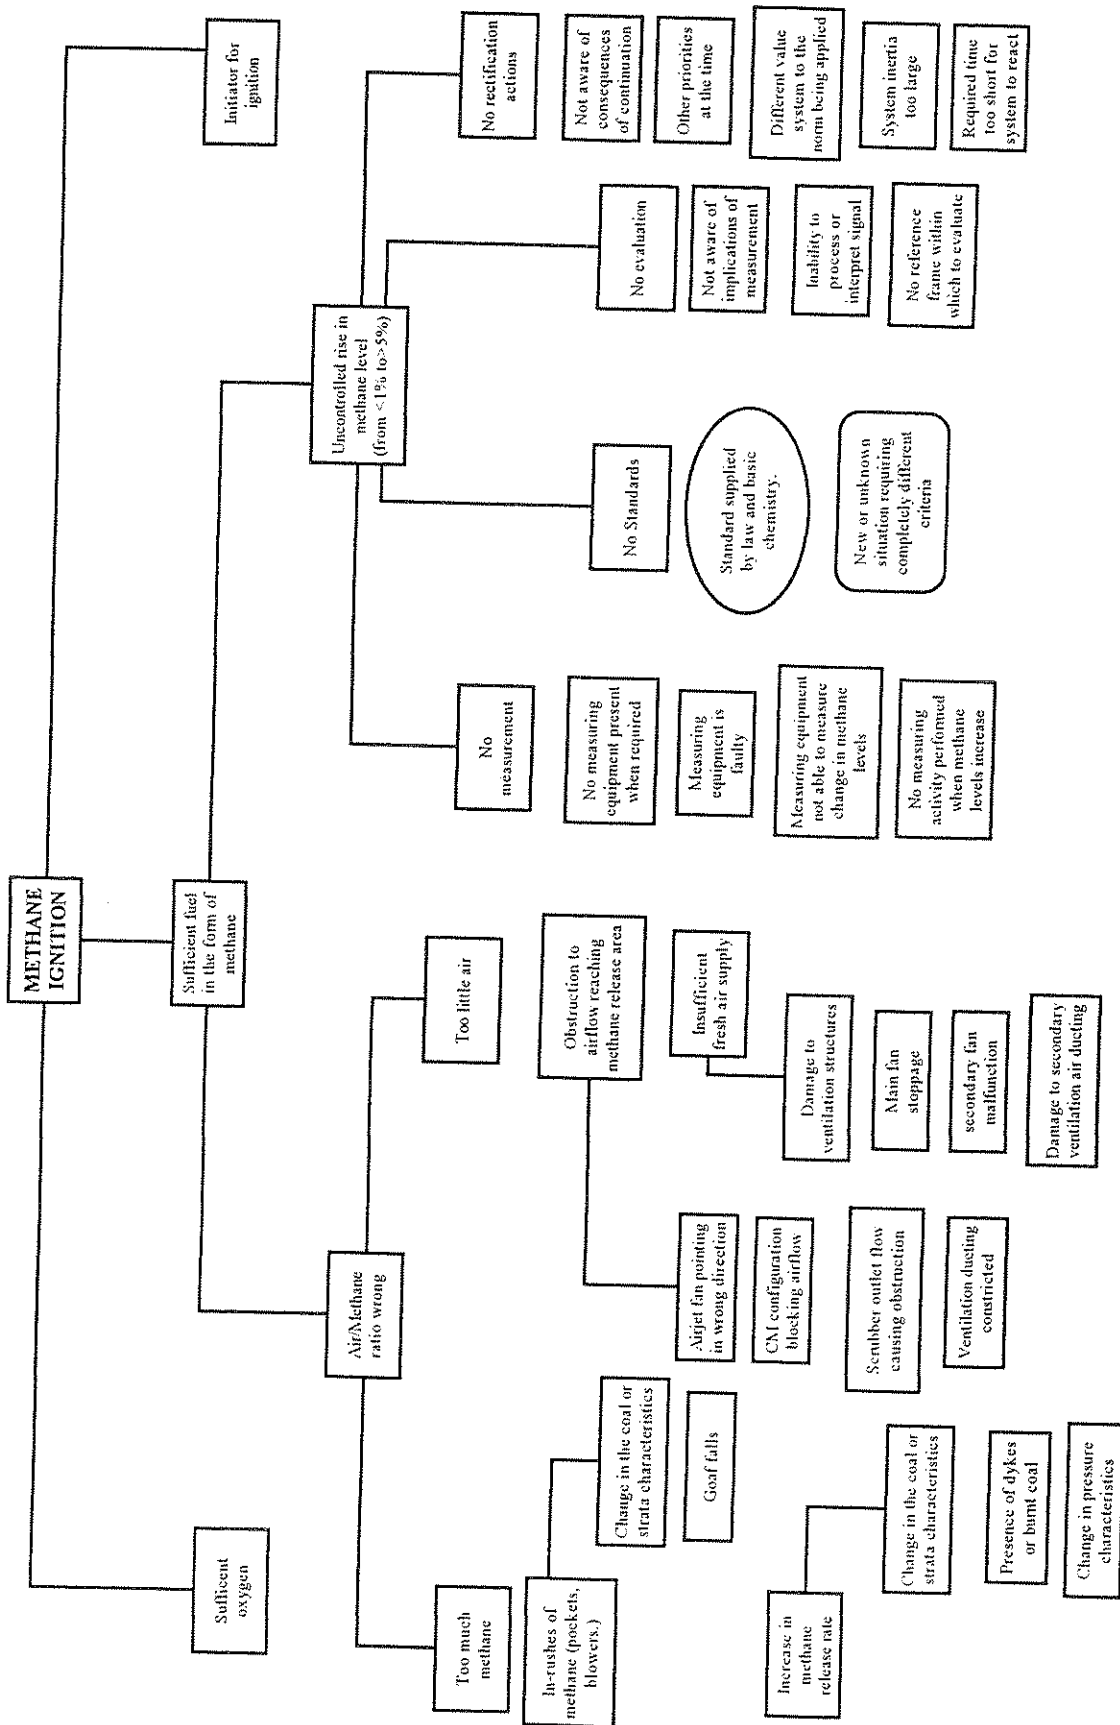 METHANE
IGNITION
Sufficent
oxygen
Sufficient fuel
in the form of
methane
Initiator for
ignition
Air/Methane
ratio wrong
Uncontrolled rise in
methane level
(from <1% to>5%)
Too much
methane
Too little air
No
measurement
No Standards
No evaluation
No rectification
actions
In-rushes of
methane (pockets,
blowers.)
Change in the coal or
strata characteristics
Goaf falls
Increase in
methane
release rate
Change in the coal or
strata characteristics
Presence of dykes
or burnt coal
Change in pressure
characteristics
Obstruction to
airflow reaching
methane release area
Airjet fan pointing
in wrong direction
CM configuration
blocking airflow
Scrubber outlet flow
causing obstruction
Ventilation ducting
constricted
Insufficient
fresh air supply
Damage to
ventilation structures
Main fan
stoppage
secondary fan
malfunction
Damage to secondary
ventilation air ducting
No measuring
equipment present
when required
Measuring
equipment is
faulty
Measuring equipment
not able to measure
change in methane
levels
No measuring
activity performed
when methane
levels increase
Standard supplied
by law and basic
chemistry.
New or unknown
situation requiring
completely different
criteria
Not aware of
implications of
measurement
Inability to
process or
interpret signal
No reference
frame within
which to evaluate
Not aware of
consequences
of continuation
Other priorities
at the time
Different value
system to the
norm being applied
System inertia
too large
Required time
too short for
system to react